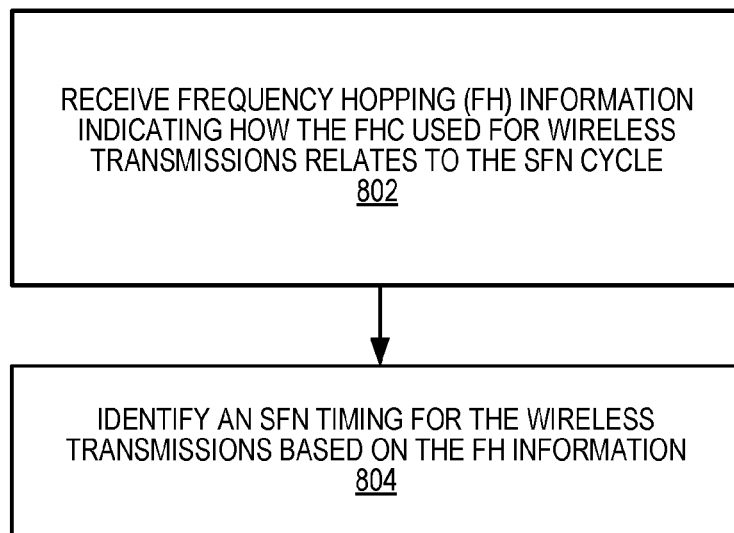 RECEIVE FREQUENCY HOPPING (FH) INFORMATION
INDICATING HOW THE FHC USED FOR WIRELESS
TRANSMISSIONS RELATES TO THE SFN CYCLE
802
IDENTIFY AN SFN TIMING FOR THE WIRELESS
TRANSMISSIONS BASED ON THE FH INFORMATION
804